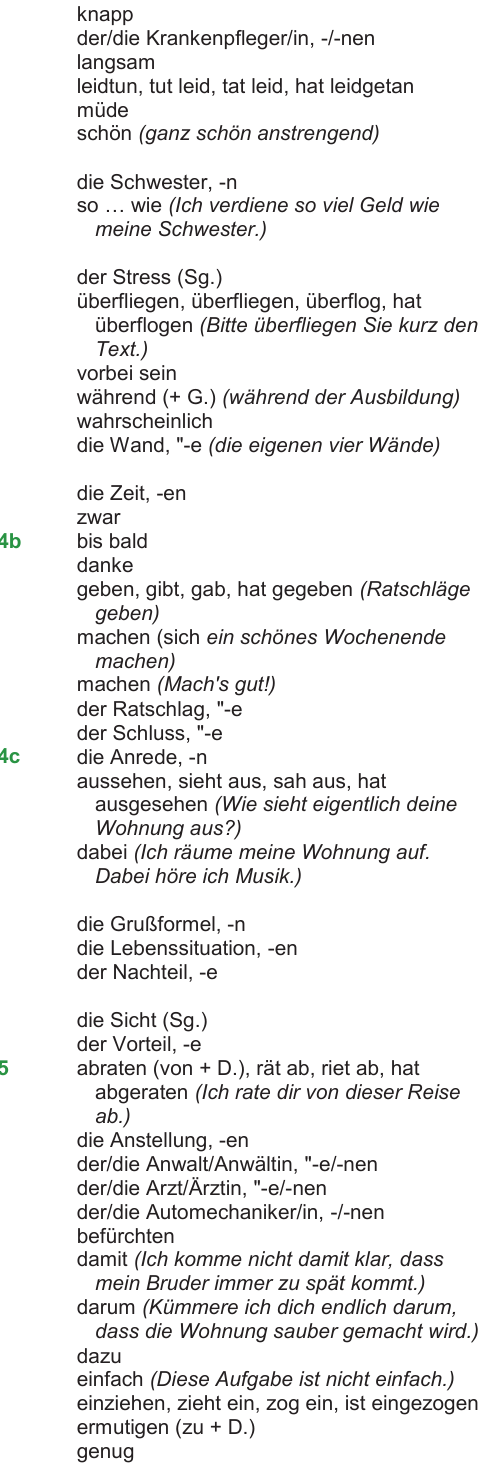 knapp
der/die Krankenpfleger/in, -/-nen
langsam
leidtun, tut leid, tat leid, hat leidgetan
müde
schön (ganz schön anstrengend)
die Schwester, -n
so … wie (Ich verdiene so viel Geld wie
meine Schwester.)
der Stress (Sg.)
überfliegen, überfliegen, überflog, hat
überflogen (Bitte überfliegen Sie kurz den
Text.)
vorbei sein
während (+ G.) (während der Ausbildung)
wahrscheinlich
die Wand, "-e (die eigenen vier Wände)
die Zeit, -en
zwar
4b bis bald
danke
geben, gibt, gab, hat gegeben (Ratschläge
geben)
machen (sich ein schönes Wochenende
machen)
machen (Mach's gut!)
der Ratschlag, "-e
der Schluss, "-e
4c die Anrede, -n
aussehen, sieht aus, sah aus, hat
ausgesehen (Wie sieht eigentlich deine
Wohnung aus?)
dabei (Ich räume meine Wohnung auf.
Dabei höre ich Musik.)
die Grußformel, -n
die Lebenssituation, -en
der Nachteil, -e
die Sicht (Sg.)
der Vorteil, -e
5 abraten (von + D.), rät ab, riet ab, hat
abgeraten (Ich rate dir von dieser Reise
ab.)
die Anstellung, -en
der/die Anwalt/Anwältin, "-e/-nen
der/die Arzt/Ärztin, "-e/-nen
der/die Automechaniker/in, -/-nen
befürchten
damit (Ich komme nicht damit klar, dass
mein Bruder immer zu spät kommt.)
darum (Kümmere ich dich endlich darum,
dass die Wohnung sauber gemacht wird.)
dazu
einfach (Diese Aufgabe ist nicht einfach.)
einziehen, zieht ein, zog ein, ist eingezogen
ermutigen (zu + D.)
genug